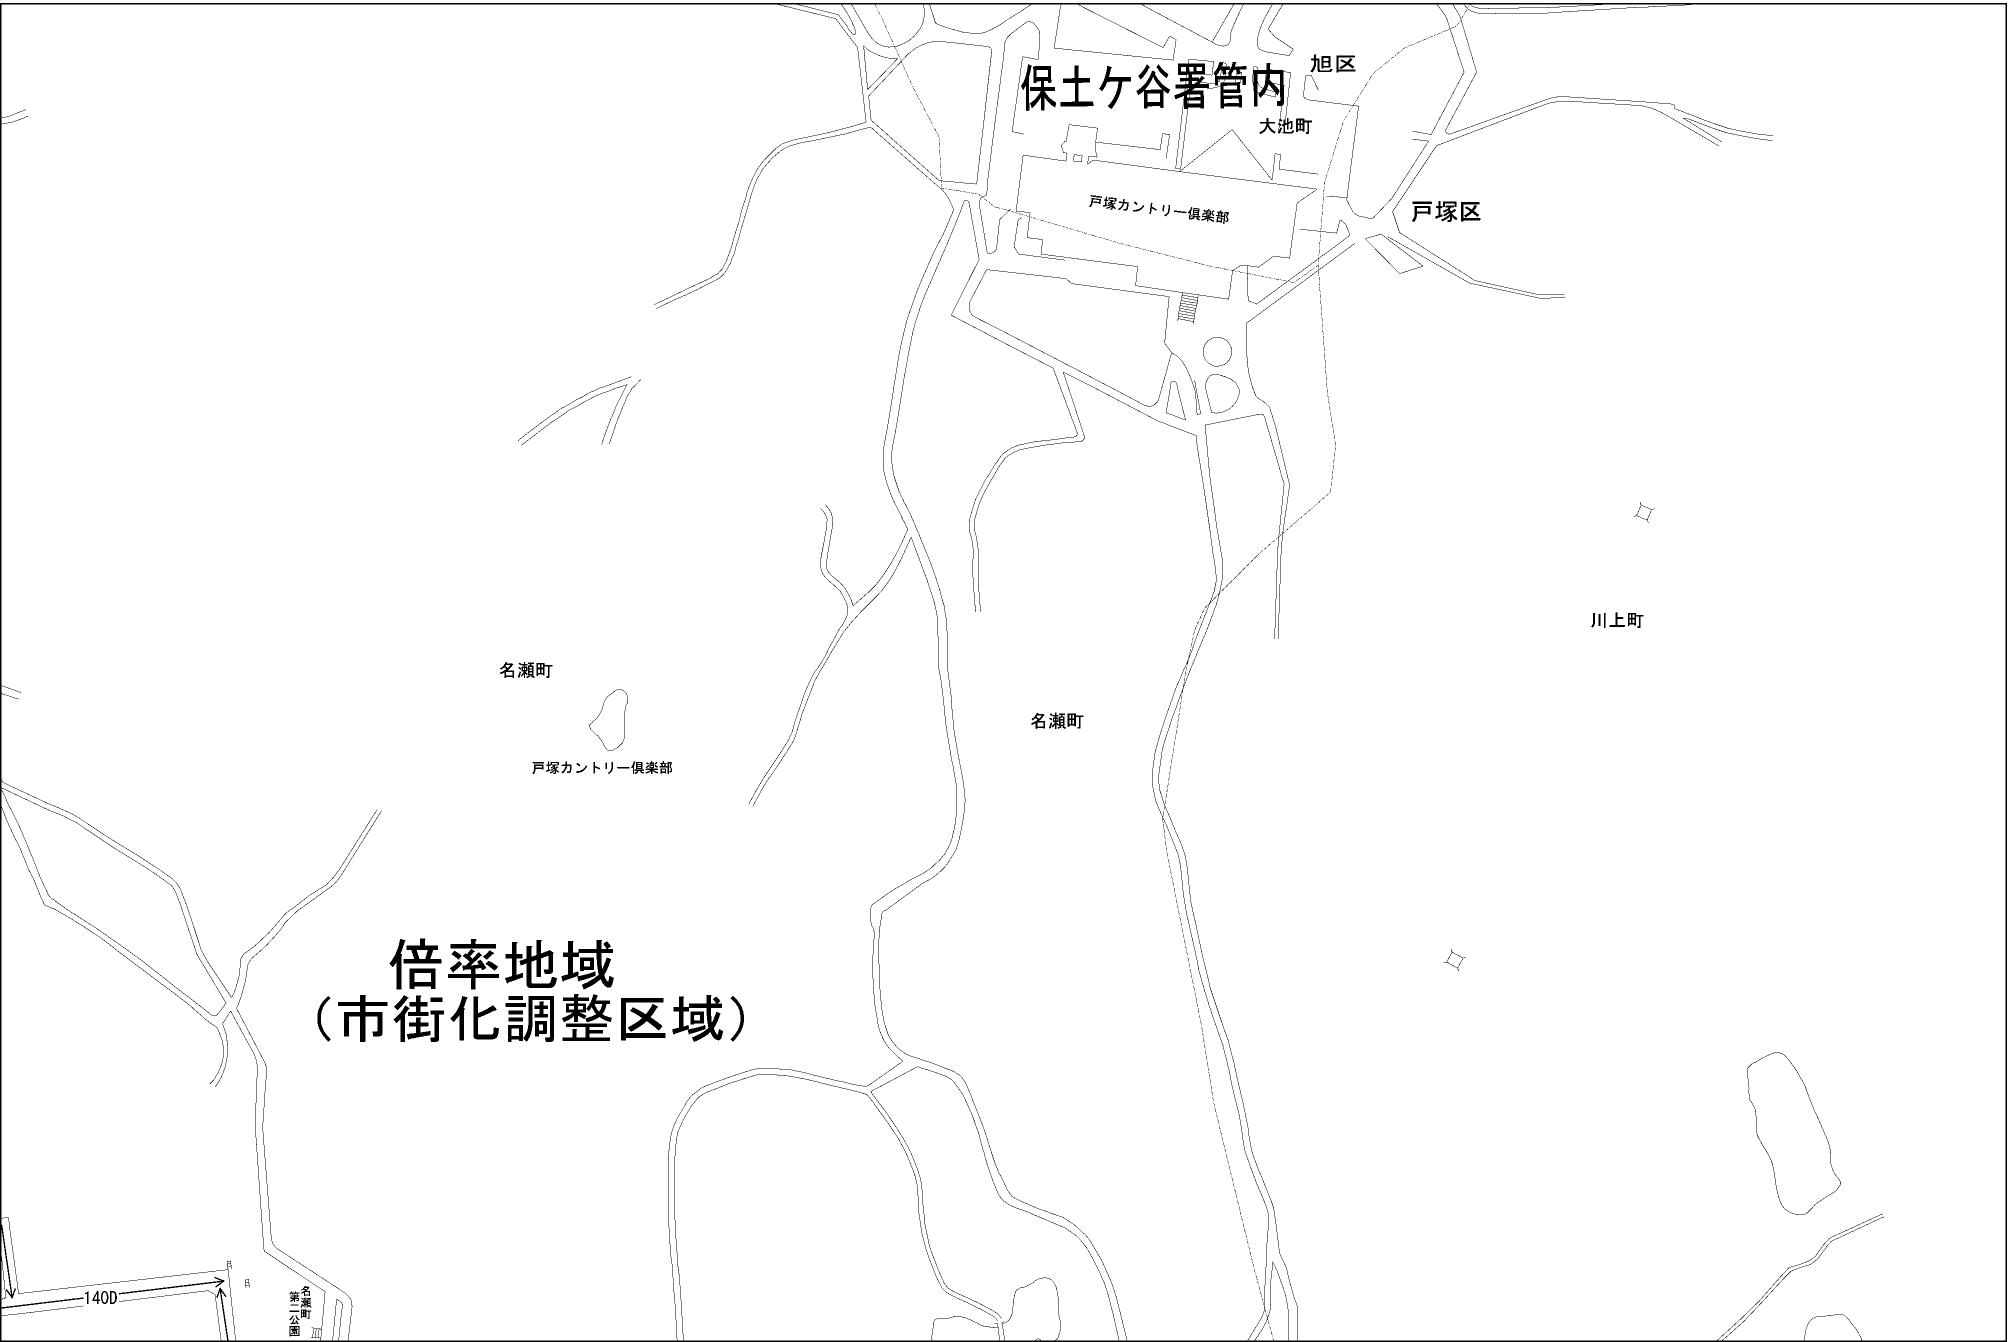 保土ケ谷署管内
旭区
大池町
戸塚カントリー倶楽部
戸塚区
川上町
名瀬町
名瀬町
戸塚カントリー倶楽部
倍率地域
（市街化調整区域）
140D
名瀬町
第二公園